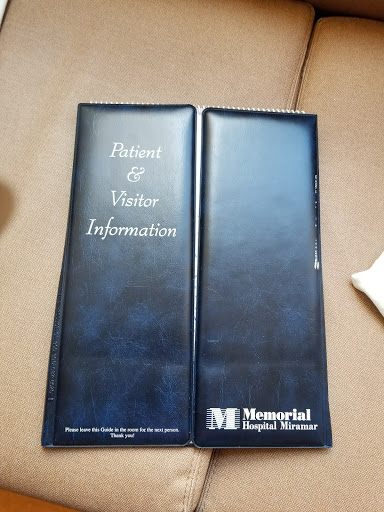 Patient
&
Visitor
Information
Please leave this Guide in the room for the next person.
Thank you!
M Memorial
Hospital Miramar